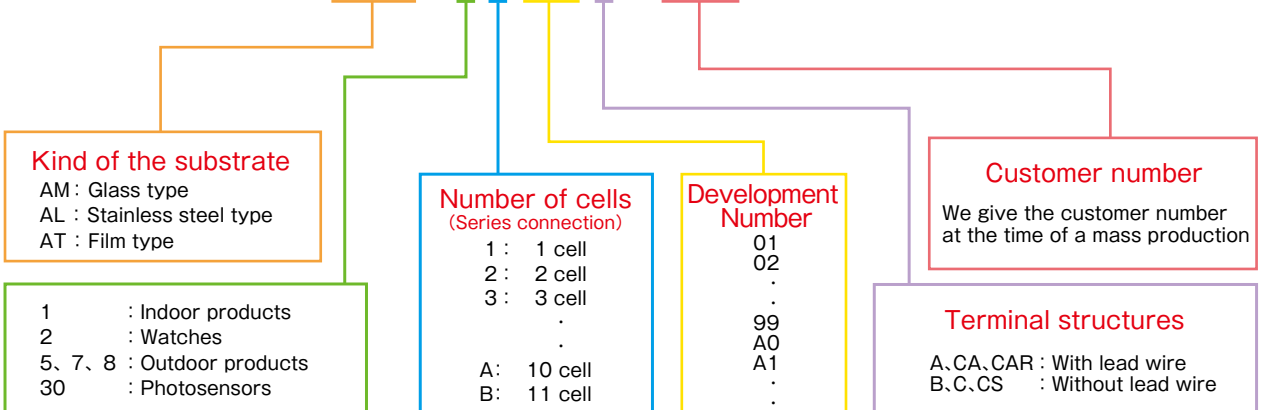 Kind of the substrate
AM : Glass type
AL : Stainless steel type
AT : Film type
1 : Indoor products
2 : Watches
5、7、8 : Outdoor products
30 : Photosensors
Number of cells
(Series connection)
1 : 1 cell
2 : 2 cell
3 : 3 cell
·
·
A: 10 cell
B: 11 cell
Development
Number
01
02
·
·
99
A0
A1
·
·
Customer number
We give the customer number
at the time of a mass production
Terminal structures
A、CA、CAR : With lead wire
B、C、CS : Without lead wire